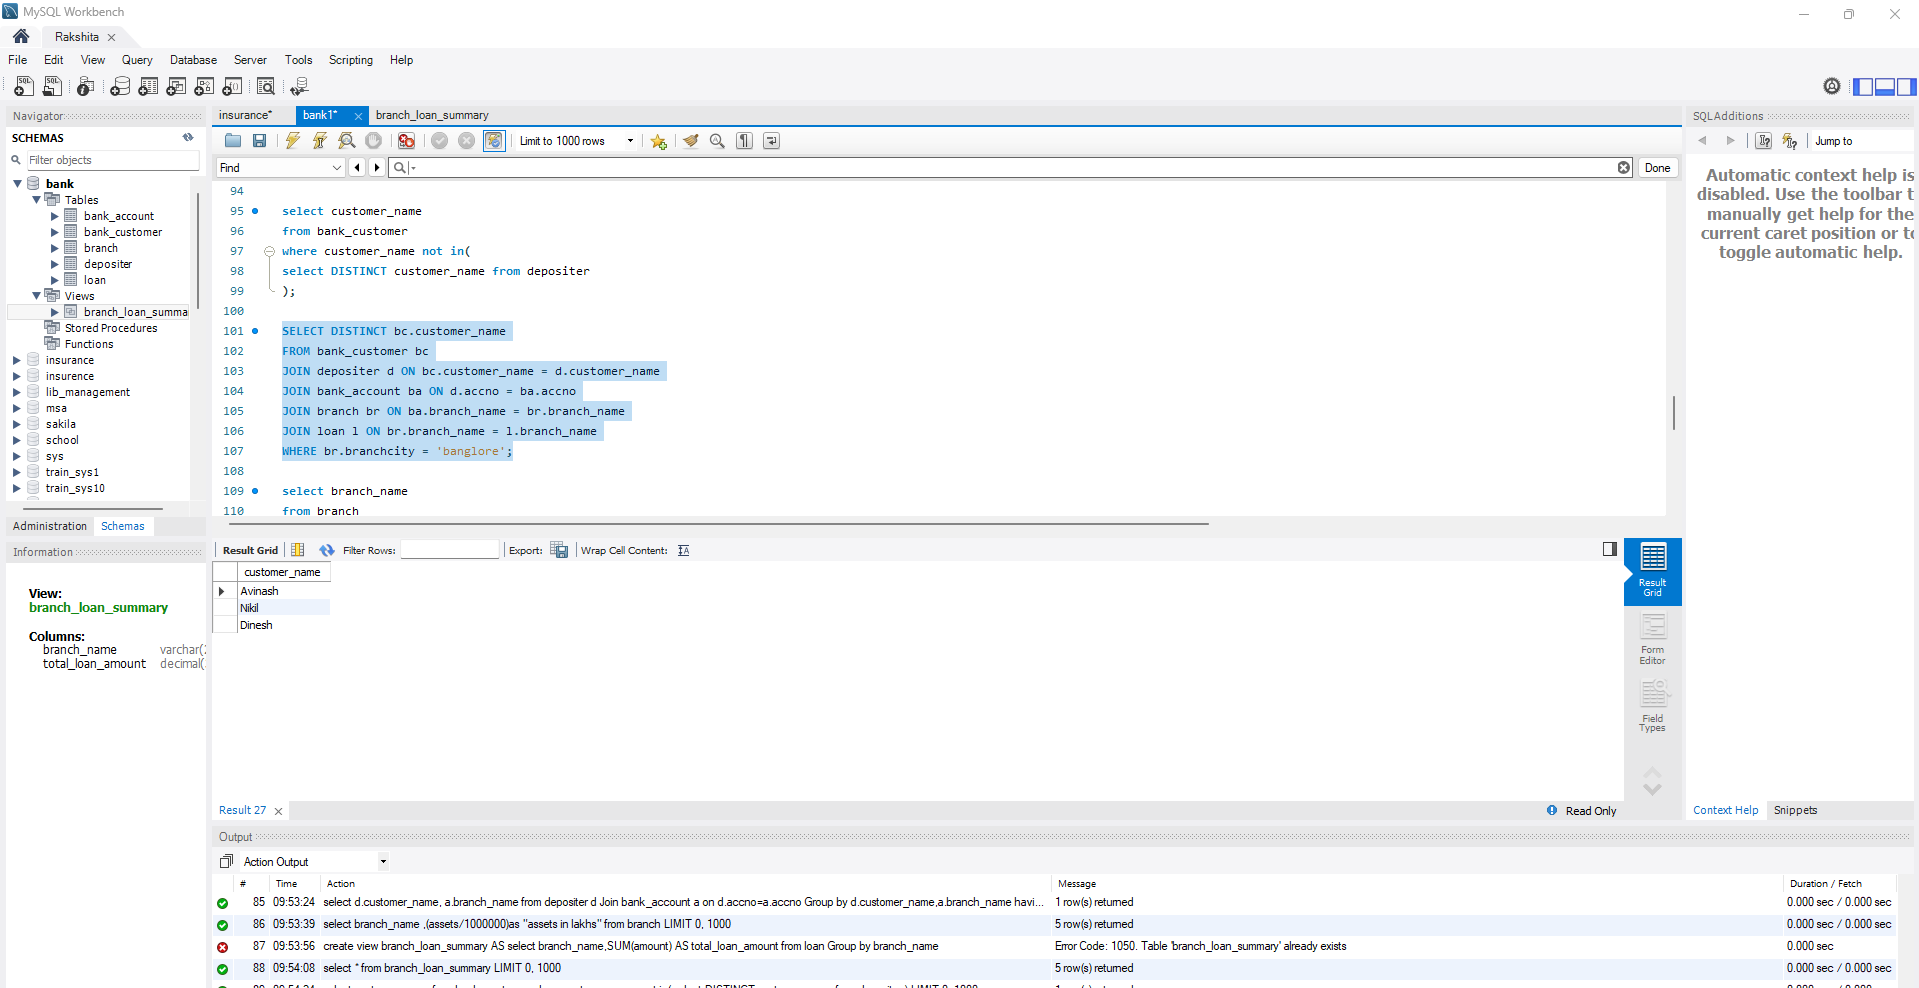 MySQL Workbench
Rakshita
File Edit View Query Database Server Tools Scripting Help
Navigator
SCHEMAS
Filter objects
bank
Tables
bank_account
bank_customer
branch
depositer
loan
Views
branch_loan_summa
Stored Procedures
Functions
insurance
insurence
lib_management
msa
sakila
school
sys
train_sys1
train_sys10
Administration Schemas
Information
View:
branch_loan_summary
Columns:
branch_name varchar(2
total_loan_amount decimal(
insurance* bank1* branch_loan_summary
Limit to 1000 rows
Find Done
94
95 select customer_name
96 from bank_customer
97 where customer_name not in(
98 select DISTINCT customer_name from depositer
99 );
100
101 SELECT DISTINCT bc.customer_name
102 FROM bank_customer bc
103 JOIN depositer d ON bc.customer_name = d.customer_name
104 JOIN bank_account ba ON d.accno = ba.accno
105 JOIN branch br ON ba.branch_name = br.branch_name
106 JOIN loan l ON br.branch_name = l.branch_name
107 WHERE br.branchcity = 'banglore';
108
109 select branch_name
110 from branch
Result Grid Filter Rows: Export: Wrap Cell Content:
customer_name
Avinash
Nikil
Dinesh
Result Grid
Form Editor
Field Types
Result 27 Read Only
SQLAdditions
Jump to
Automatic context help is
disabled. Use the toolbar t
manually get help for the
current caret position or to
toggle automatic help.
Context Help Snippets
Output
Action Output
# Time Action Message Duration / Fetch
85 09:53:24 select d.customer_name, a.branch_name from depositer d Join bank_account a on d.accno=a.accno Group by d.customer_name,a.branch_name havi... 1 row(s) returned 0.000 sec / 0.000 sec
86 09:53:39 select branch_name ,(assets/1000000)as "assets in lakhs" from branch LIMIT 0, 1000 5 row(s) returned 0.000 sec / 0.000 sec
87 09:53:56 create view branch_loan_summary AS select branch_name,SUM(amount) AS total_loan_amount from loan Group by branch_name Error Code: 1050. Table 'branch_loan_summary' already exists 0.000 sec
88 09:54:08 select * from branch_loan_summary LIMIT 0, 1000 5 row(s) returned 0.000 sec / 0.000 sec